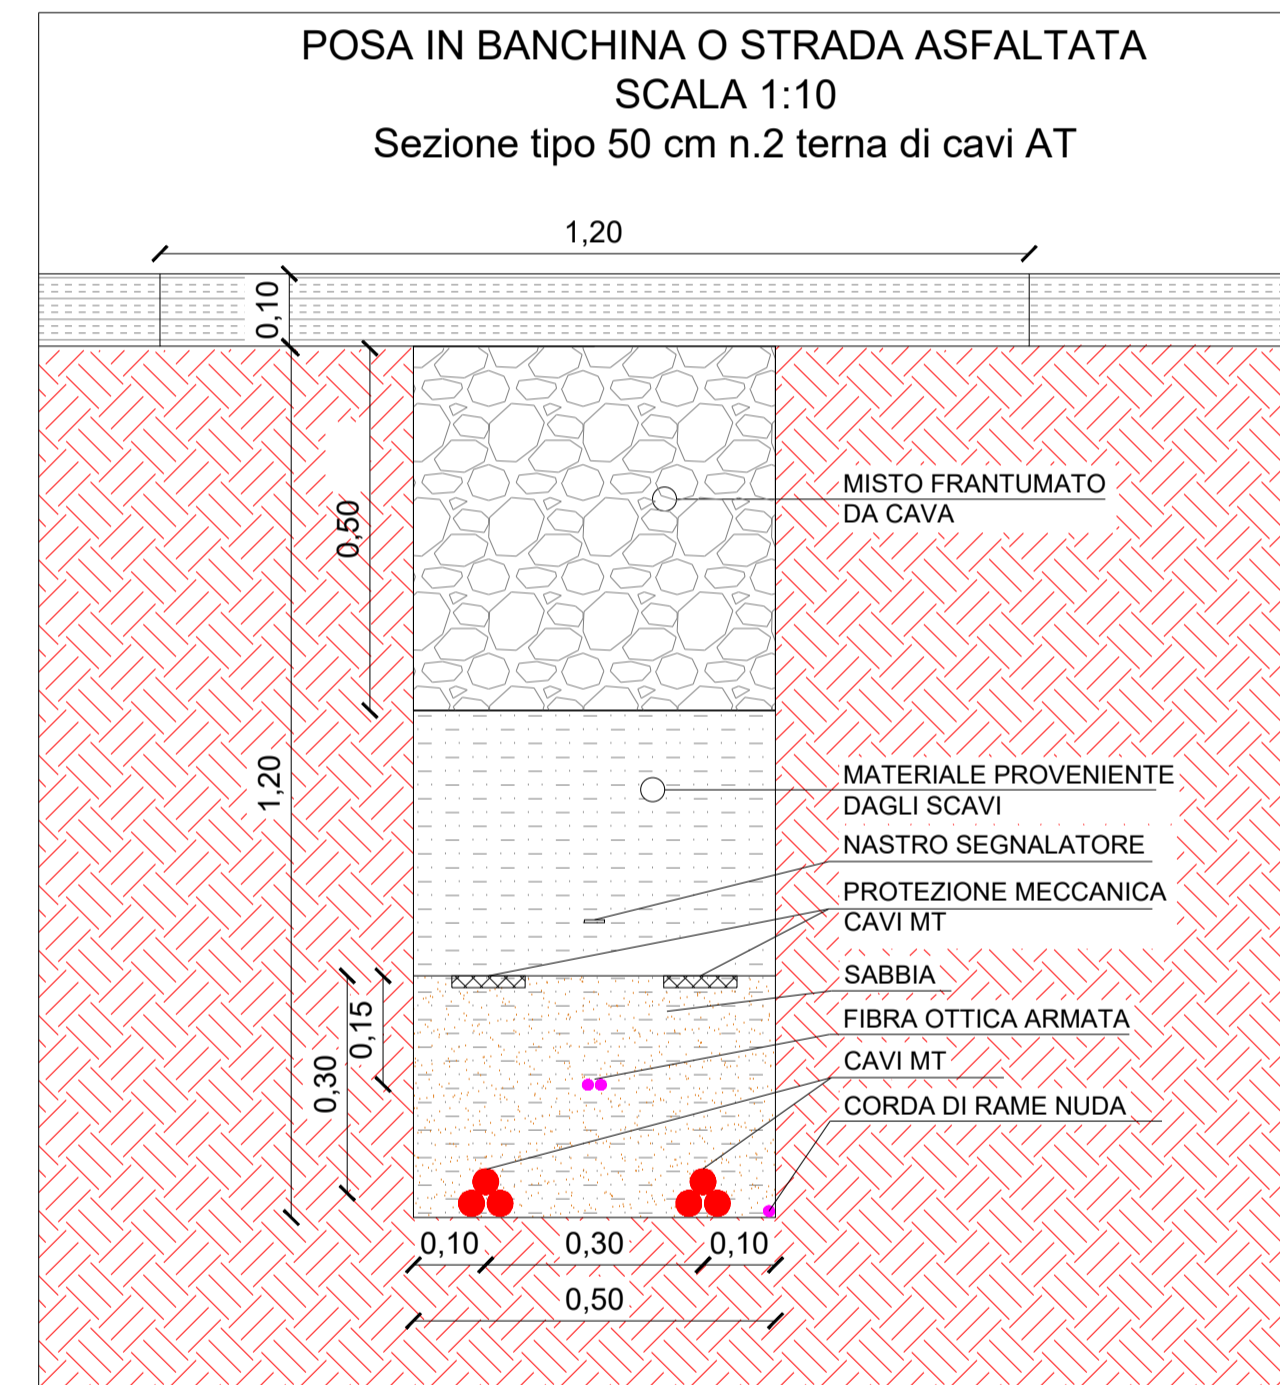 POSA IN BANCHINA O STRADA ASFALTATA
SCALA 1:10
Sezione tipo 50 cm n.2 terna di cavi AT
1,20
0,10
0,50
MISTO FRANTUMATO
DA CAVA
1,20
MATERIALE PROVENIENTE
DAGLI SCAVI
NASTRO SEGNALATORE
PROTEZIONE MECCANICA
CAVI MT
SABBIA
0,15
FIBRA OTTICA ARMATA
0,30
CAVI MT
CORDA DI RAME NUDA
0,10 0,30 0,10
0,50